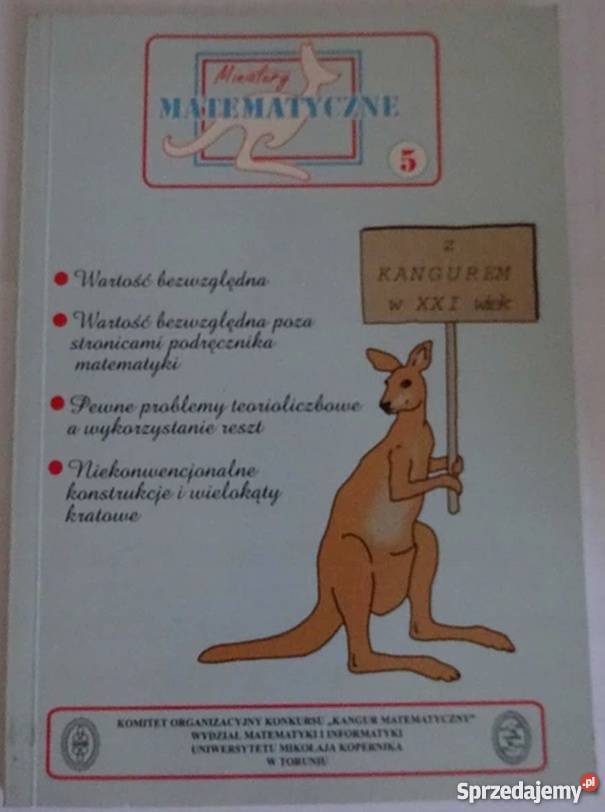 Miniatury
MATEMATYCZNE
5
z
KANGUREM
w XXI wiek
Wartość bezwzględna
Wartość bezwzględna poza
stronicami podręcznika
matematyki
Pewne problemy teorioliczbowe
a wykorzystanie reszt
Niekonwencjonalne
konstrukcje i wielokąty
kratowe
KOMITET ORGANIZACYJNY KONKURSU „KANGUR MATEMATYCZNY"
WYDZIAŁ MATEMATYKI I INFORMATYKI
UNIWERSYTETU MIKOŁAJA KOPERNIKA
W TORUNIU
Sprzedajemy.pl